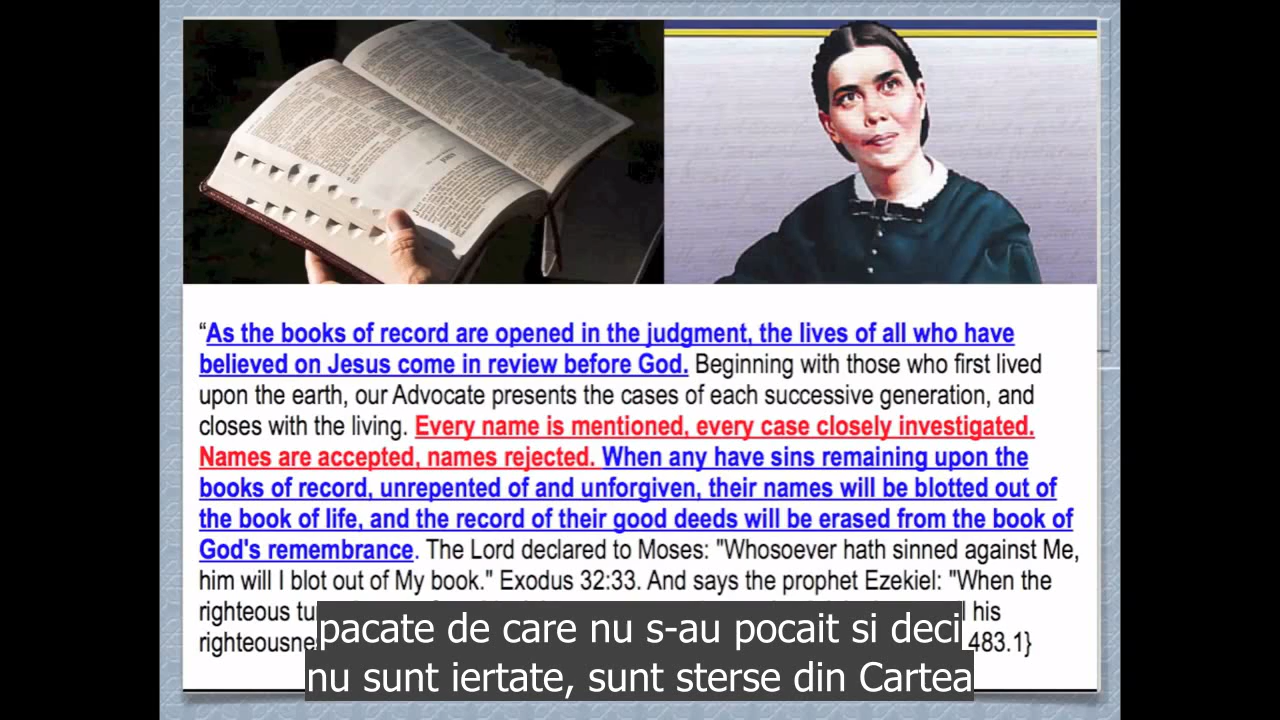 “As the books of record are opened in the judgment, the lives of all who have
believed on Jesus come in review before God. Beginning with those who first lived
upon the earth, our Advocate presents the cases of each successive generation, and
closes with the living. Every name is mentioned, every case closely investigated.
Names are accepted, names rejected. When any have sins remaining upon the
books of record, unrepented of and unforgiven, their names will be blotted out of
the book of life, and the record of their good deeds will be erased from the book of
God's remembrance. The Lord declared to Moses: "Whosoever hath sinned against Me,
him will I blot out of My book." Exodus 32:33. And says the prophet Ezekiel: "When the
righteous his
483.1}
pacate de care nu s-au pocait si deci
nu sunt iertate, sunt sterse din Cartea